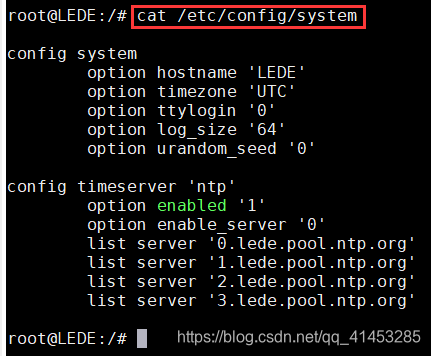 root@LEDE:/# cat /etc/config/system
config system
option hostname 'LEDE'
option timezone 'UTC'
option ttylogin '0'
option log_size '64'
option urandom_seed '0'
config timeserver 'ntp'
option enabled '1'
option enable_server '0'
list server '0.lede.pool.ntp.org'
list server '1.lede.pool.ntp.org'
list server '2.lede.pool.ntp.org'
list server '3.lede.pool.ntp.org'
root@LEDE:/#
https://blog.csdn.net/qq_41453285